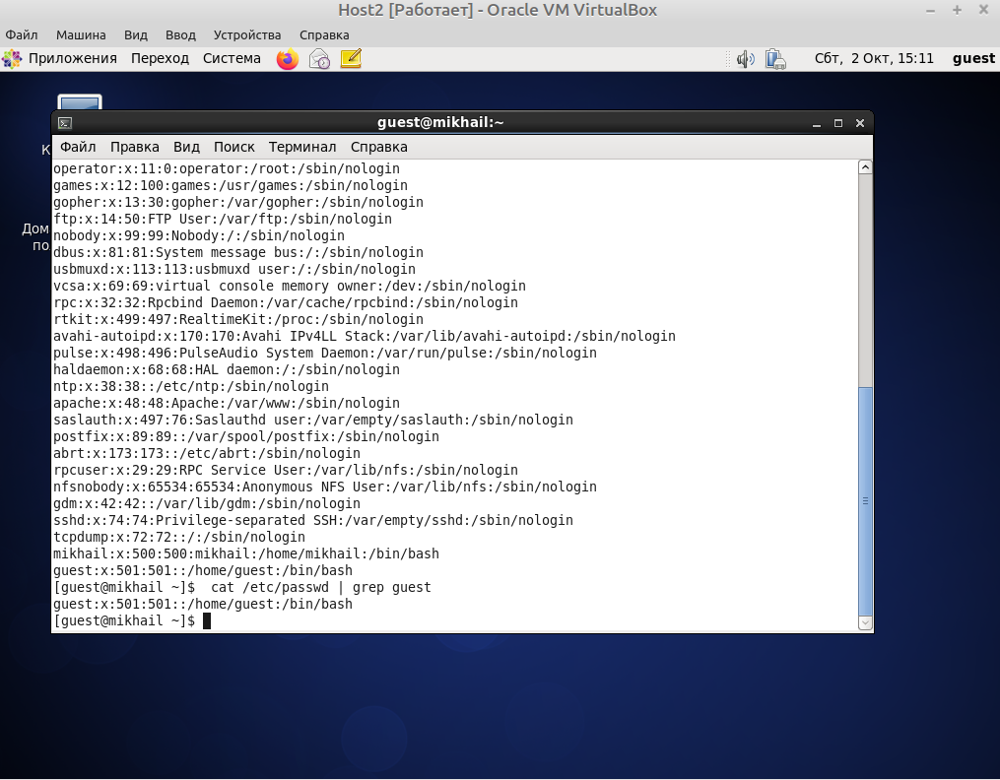 Host2 [Работает] - Oracle VM VirtualBox
Файл Машина Вид Ввод Устройства Справка
Приложения Переход Система Сбт, 2 Окт, 15:11 guest
guest@mikhail:~
Файл Правка Вид Поиск Терминал Справка
К
Дом
по
operator:x:11:0:operator:/root:/sbin/nologin
games:x:12:100:games:/usr/games:/sbin/nologin
gopher:x:13:30:gopher:/var/gopher:/sbin/nologin
ftp:x:14:50:FTP User:/var/ftp:/sbin/nologin
nobody:x:99:99:Nobody:/:/sbin/nologin
dbus:x:81:81:System message bus:/:/sbin/nologin
usbmuxd:x:113:113:usbmuxd user:/:/sbin/nologin
vcsa:x:69:69:virtual console memory owner:/dev:/sbin/nologin
rpc:x:32:32:Rpcbind Daemon:/var/cache/rpcbind:/sbin/nologin
rtkit:x:499:497:RealtimeKit:/proc:/sbin/nologin
avahi-autoipd:x:170:170:Avahi IPv4LL Stack:/var/lib/avahi-autoipd:/sbin/nologin
pulse:x:498:496:PulseAudio System Daemon:/var/run/pulse:/sbin/nologin
haldaemon:x:68:68:HAL daemon:/:/sbin/nologin
ntp:x:38:38::/etc/ntp:/sbin/nologin
apache:x:48:48:Apache:/var/www:/sbin/nologin
saslauth:x:497:76:Saslauthd user:/var/empty/saslauth:/sbin/nologin
postfix:x:89:89::/var/spool/postfix:/sbin/nologin
abrt:x:173:173::/etc/abrt:/sbin/nologin
rpcuser:x:29:29:RPC Service User:/var/lib/nfs:/sbin/nologin
nfsnobody:x:65534:65534:Anonymous NFS User:/var/lib/nfs:/sbin/nologin
gdm:x:42:42::/var/lib/gdm:/sbin/nologin
sshd:x:74:74:Privilege-separated SSH:/var/empty/sshd:/sbin/nologin
tcpdump:x:72:72::/:/sbin/nologin
mikhail:x:500:500:mikhail:/home/mikhail:/bin/bash
guest:x:501:501::/home/guest:/bin/bash
[guest@mikhail ~]$  cat /etc/passwd | grep guest
guest:x:501:501::/home/guest:/bin/bash
[guest@mikhail ~]$